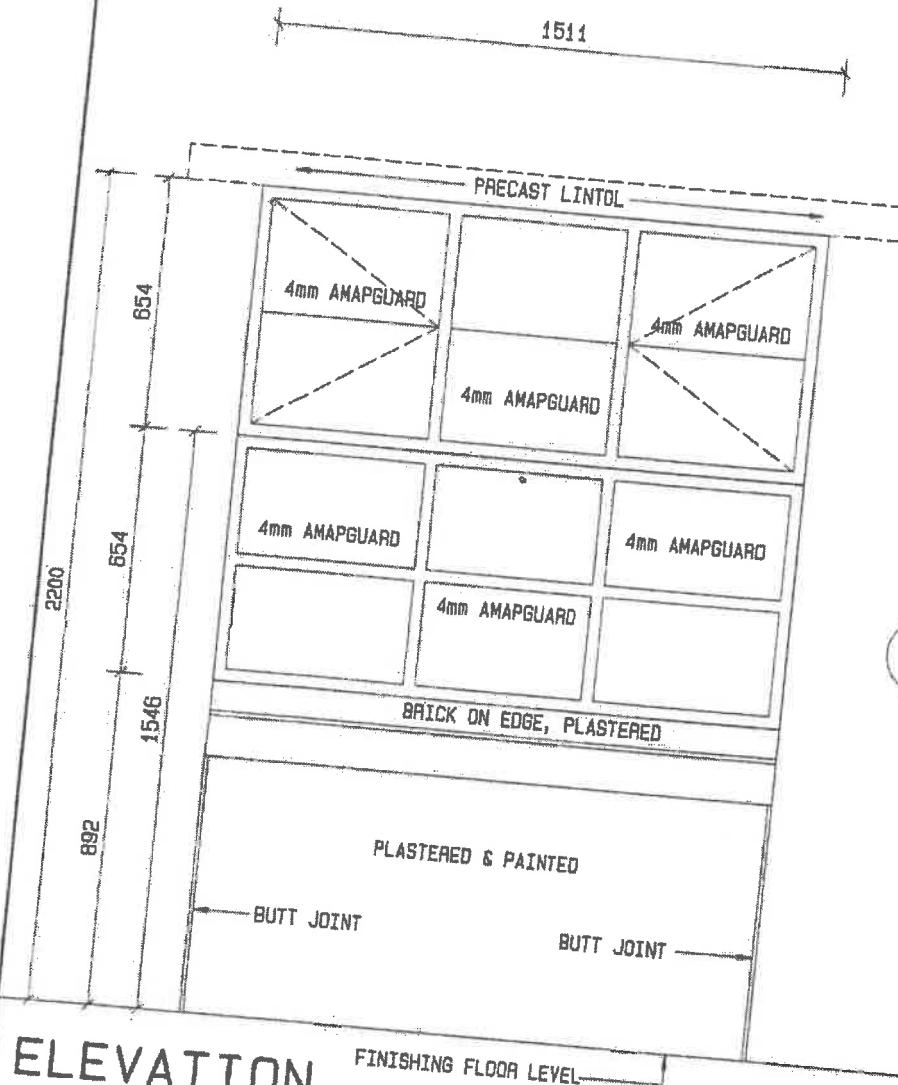 1511
PRECAST LINTOL
654
4mm AMAPGUARD
4mm AMAPGUARD
4mm AMAPGUARD
654
4mm AMAPGUARD
4mm AMAPGUARD
4mm AMAPGUARD
2200
1546
BRICK ON EDGE, PLASTERED
892
PLASTERED & PAINTED
BUTT JOINT
BUTT JOINT
ELEVATION
FINISHING FLOOR LEVEL